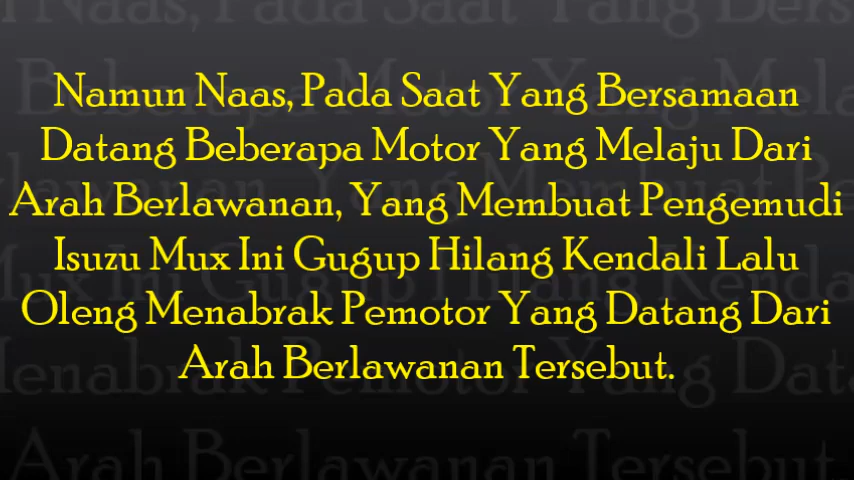 Namun Naas, Pada Saat Yang Bersamaan
Datang Beberapa Motor Yang Melaju Dari
Arah Berlawanan, Yang Membuat Pengemudi
Isuzu Mux Ini Gugup Hilang Kendali Lalu
Oleng Menabrak Pemotor Yang Datang Dari
Arah Berlawanan Tersebut.